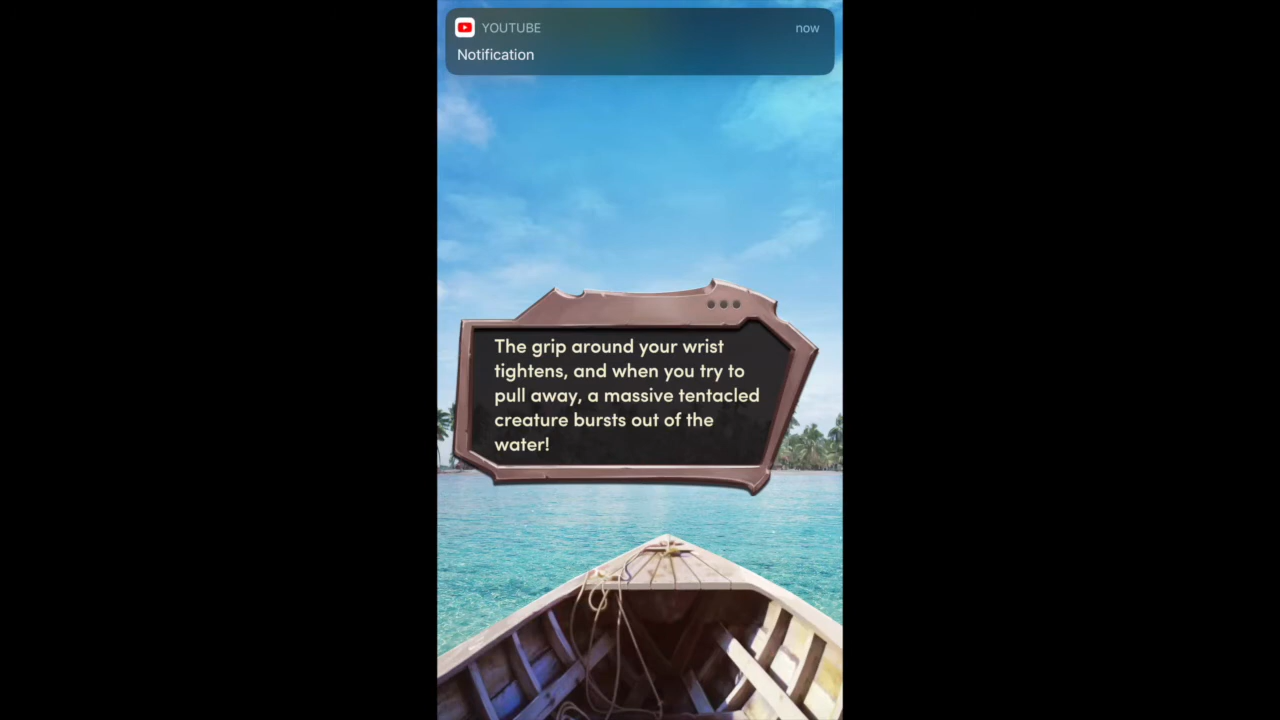 YOUTUBE now
Notification
The grip around your wrist
tightens, and when you try to
pull away, a massive tentacled
creature bursts out of the
water!